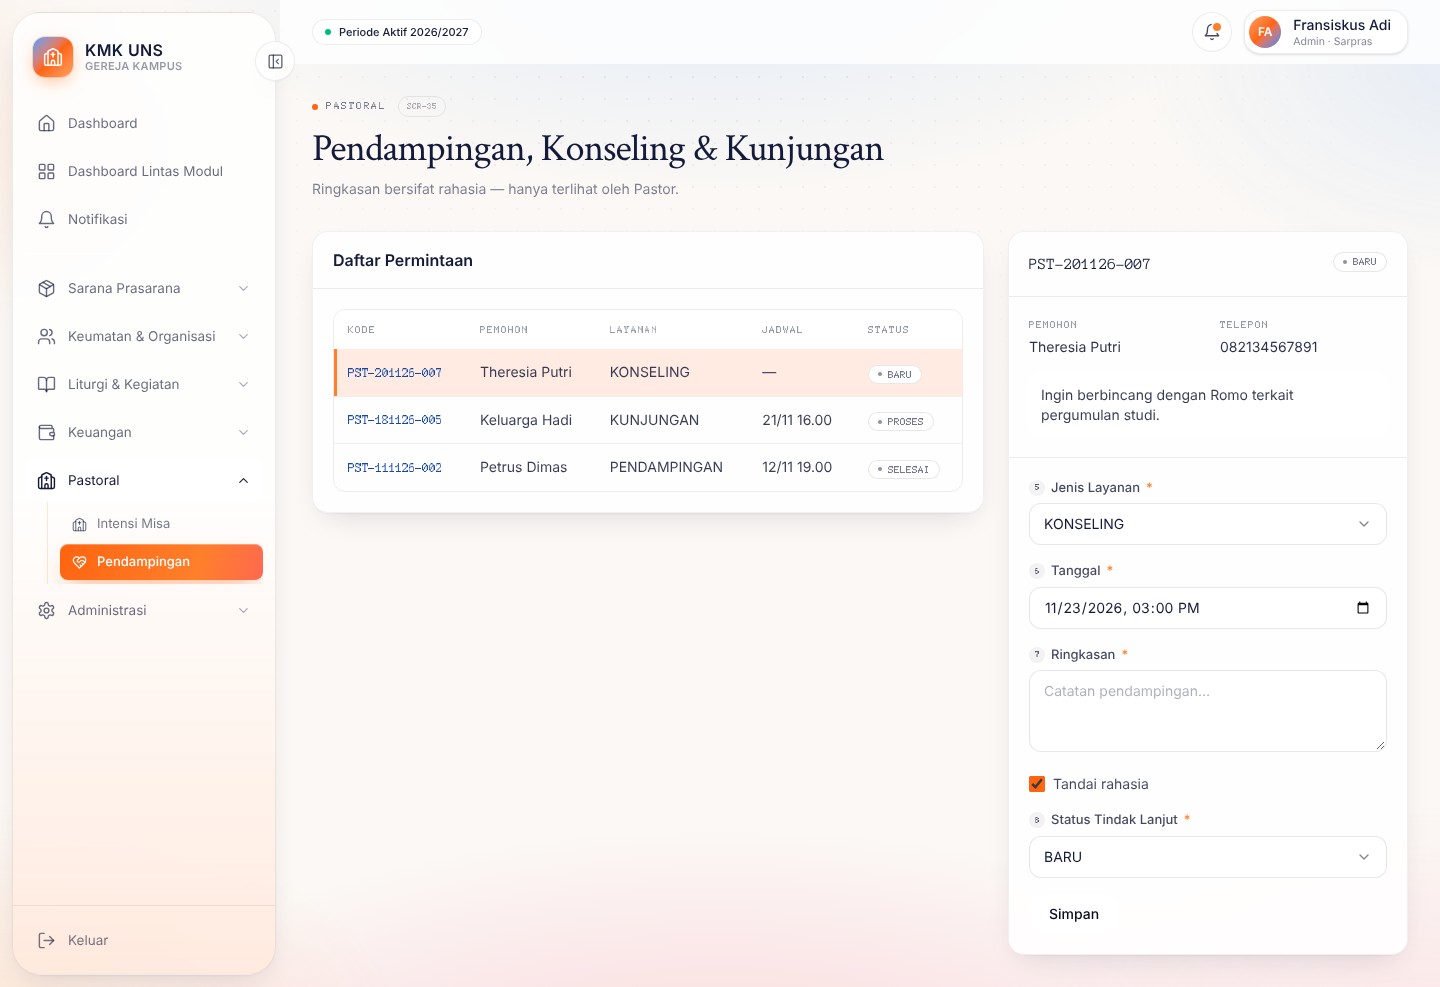 KMK UNS
GEREJA KAMPUS
Dashboard
Dashboard Lintas Modul
Notifikasi
Sarana Prasarana
Keumatan & Organisasi
Liturgi & Kegiatan
Keuangan
Pastoral
Intensi Misa
Pendampingan
Administrasi
Keluar
Periode Aktif 2026/2027
FA
Fransiskus Adi
Admin · Sarpras
PASTORAL
SCR-35
Pendampingan, Konseling & Kunjungan
Ringkasan bersifat rahasia — hanya terlihat oleh Pastor.
Daftar Permintaan
KODE PEMOHON LAYANAN JADWAL STATUS
PST-201126-007 Theresia Putri KONSELING — BARU
PST-181126-005 Keluarga Hadi KUNJUNGAN 21/11 16.00 PROSES
PST-111126-002 Petrus Dimas PENDAMPINGAN 12/11 19.00 SELESAI
PST-201126-007
BARU
PEMOHON TELEPON
Theresia Putri 082134567891
Ingin berbincang dengan Romo terkait
pergumulan studi.
5 Jenis Layanan *
KONSELING
6 Tanggal *
11/23/2026, 03:00 PM
7 Ringkasan *
Catatan pendampingan...
Tandai rahasia
8 Status Tindak Lanjut *
BARU
Simpan